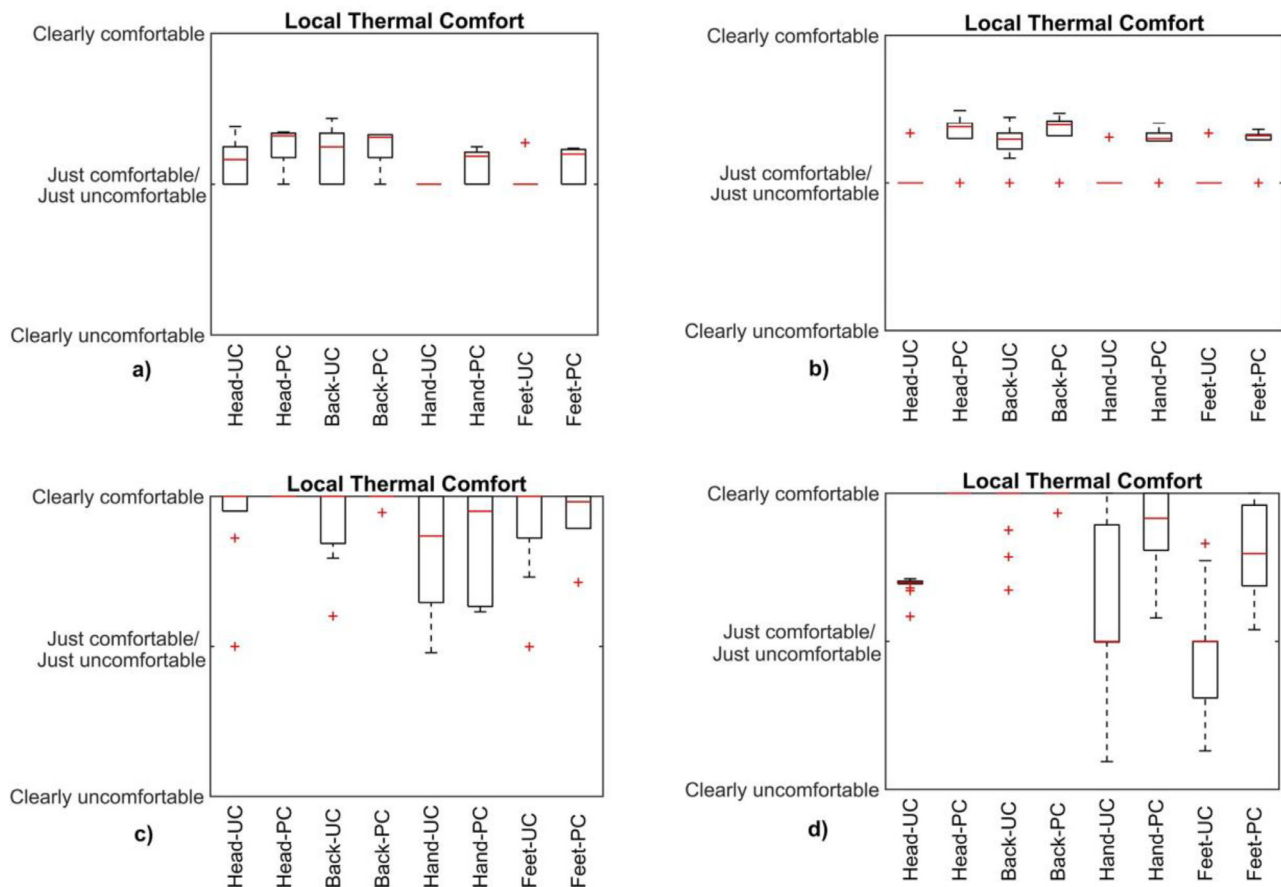 Local Thermal Comfort
Clearly comfortable
Just comfortable/
Just uncomfortable
Clearly uncomfortable
Head-UC
Head-PC
Back-UC
Back-PC
Hand-UC
Hand-PC
Feet-UC
Feet-PC
a)
Local Thermal Comfort
Clearly comfortable
Just comfortable/
Just uncomfortable
Clearly uncomfortable
Head-UC
Head-PC
Back-UC
Back-PC
Hand-UC
Hand-PC
Feet-UC
Feet-PC
b)
Local Thermal Comfort
Clearly comfortable
Just comfortable/
Just uncomfortable
Clearly uncomfortable
Head-UC
Head-PC
Back-UC
Back-PC
Hand-UC
Hand-PC
Feet-UC
Feet-PC
c)
Local Thermal Comfort
Clearly comfortable
Just comfortable/
Just uncomfortable
Clearly uncomfortable
Head-UC
Head-PC
Back-UC
Back-PC
Hand-UC
Hand-PC
Feet-UC
Feet-PC
d)